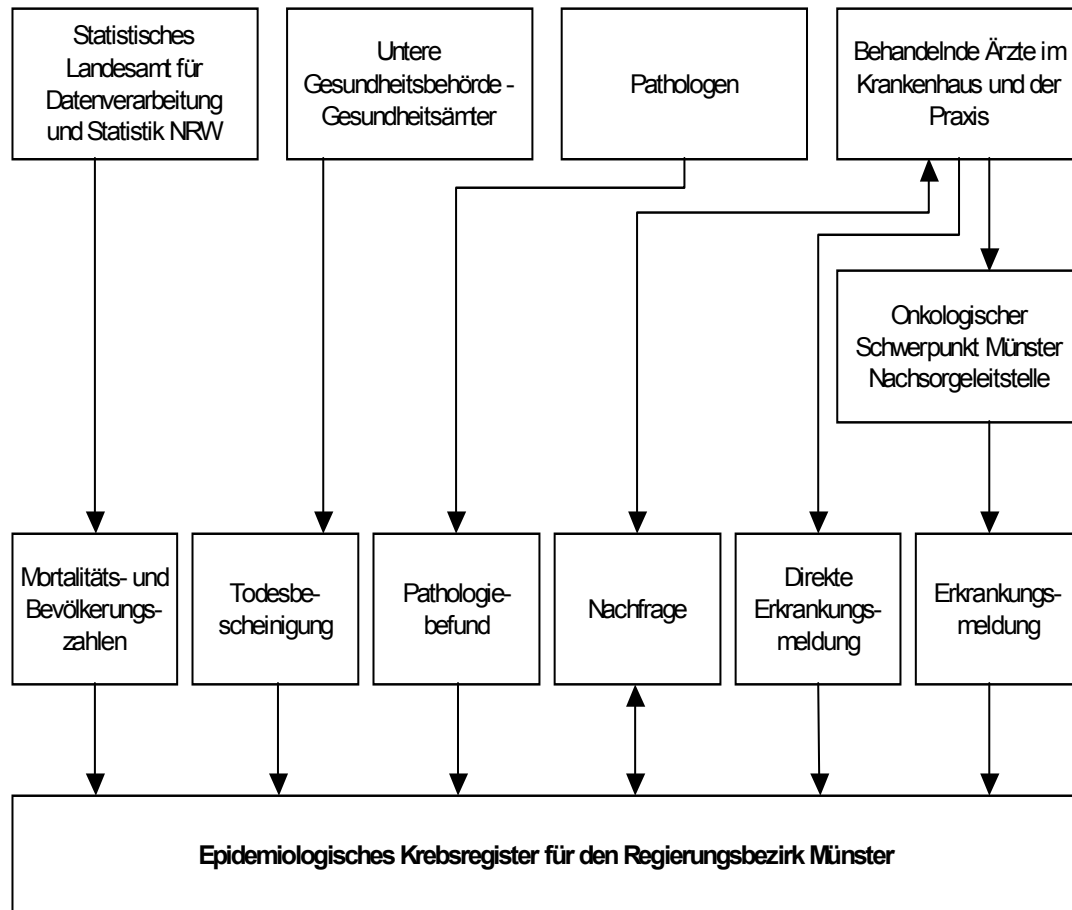 Statistisches
Landesamt für
Datenverarbeitung
und Statistik NRW
Untere
Gesundheitsbehörde -
Gesundheitsämter
Pathologen
Behandelnde Ärzte im
Krankenhaus und der
Praxis
Onkologischer
Schwerpunkt Münster
Nachsorgeleitstelle
Mortalitäts- und
Bevölkerungs-
zahlen
Todesbe-
scheinigung
Pathologie-
befund
Nachfrage
Direkte
Erkrankungs-
meldung
Erkrankungs-
meldung
Epidemiologisches Krebsregister für den Regierungsbezirk Münster